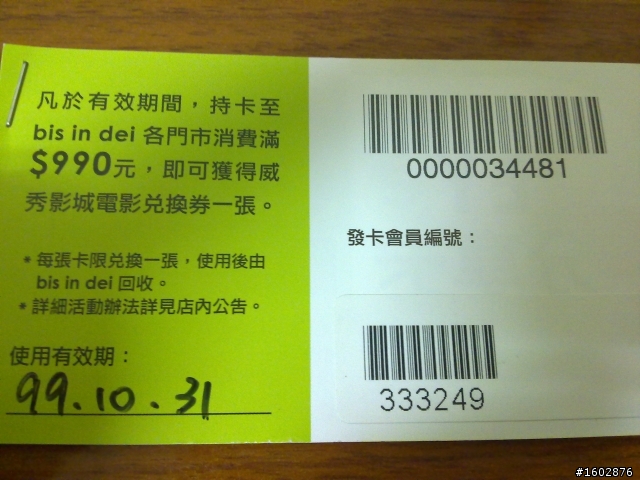 凡於有效期間，持卡至
bis in dei 各門市消費滿
$990元，即可獲得威
秀影城電影兌換券一張。
*每張卡限兌換一張，使用後由
bis in dei 回收。
*詳細活動辦法詳見店內公告。
使用有效期：
99.10.31
0000034481
發卡會員編號：
333249
#1602876